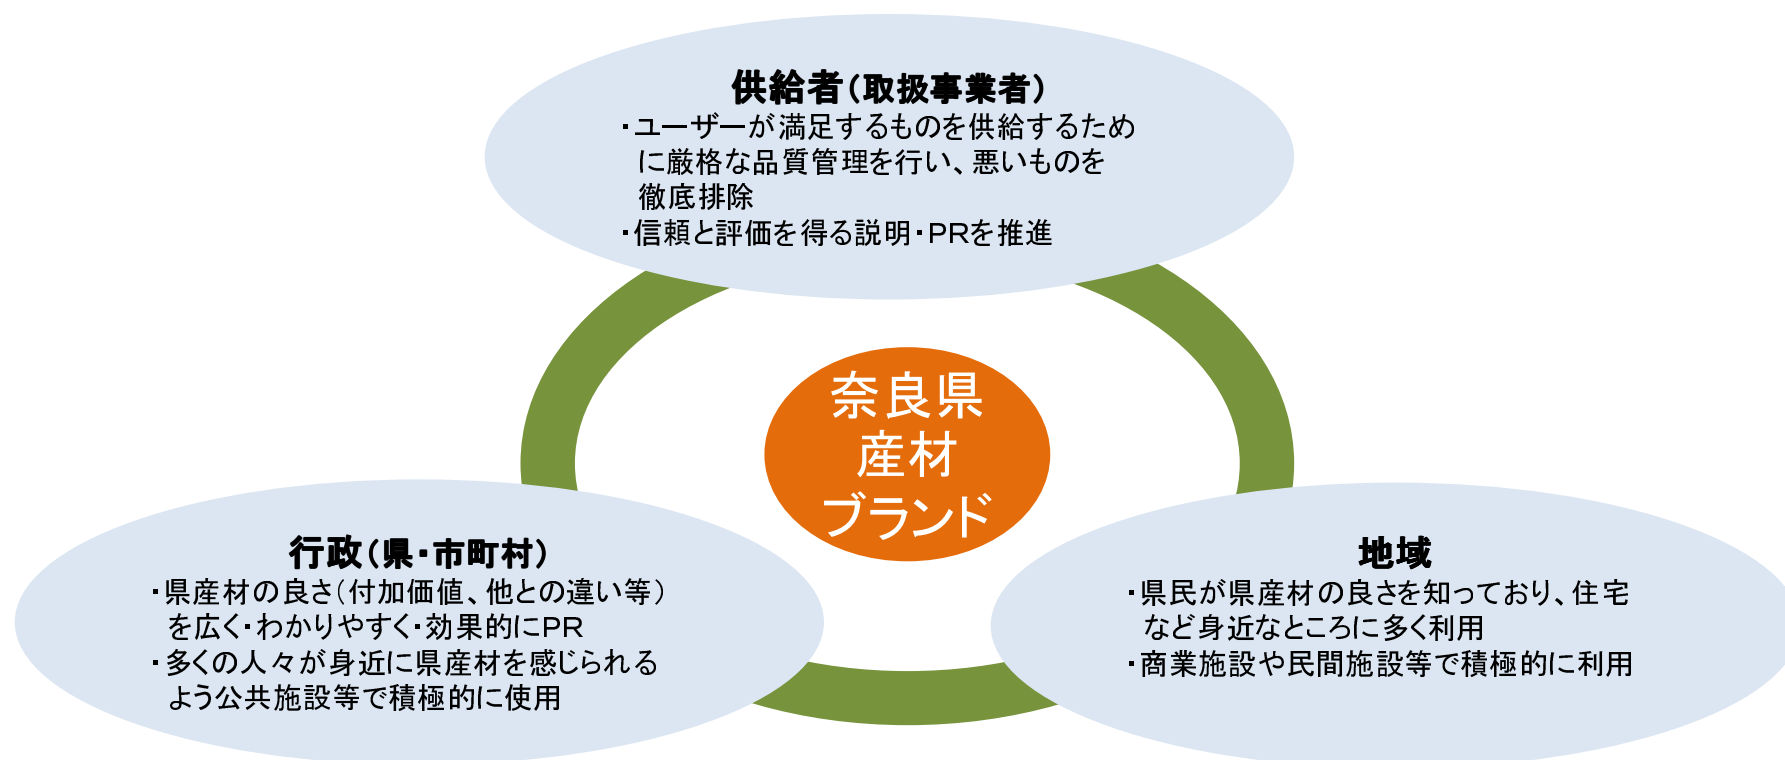 供給者（取扱事業者）
・ユーザーが満足するものを供給するため
に厳格な品質管理を行い、悪いものを
徹底排除
・信頼と評価を得る説明・PRを推進
奈良県
産材
ブランド
行政（県・市町村）
・県産材の良さ（付加価値、他との違い等）
を広く・わかりやすく・効果的にPR
・多くの人々が身近に県産材を感じられる
よう公共施設等で積極的に使用
地域
・県民が県産材の良さを知っており、住宅
など身近なところに多く利用
・商業施設や民間施設等で積極的に利用